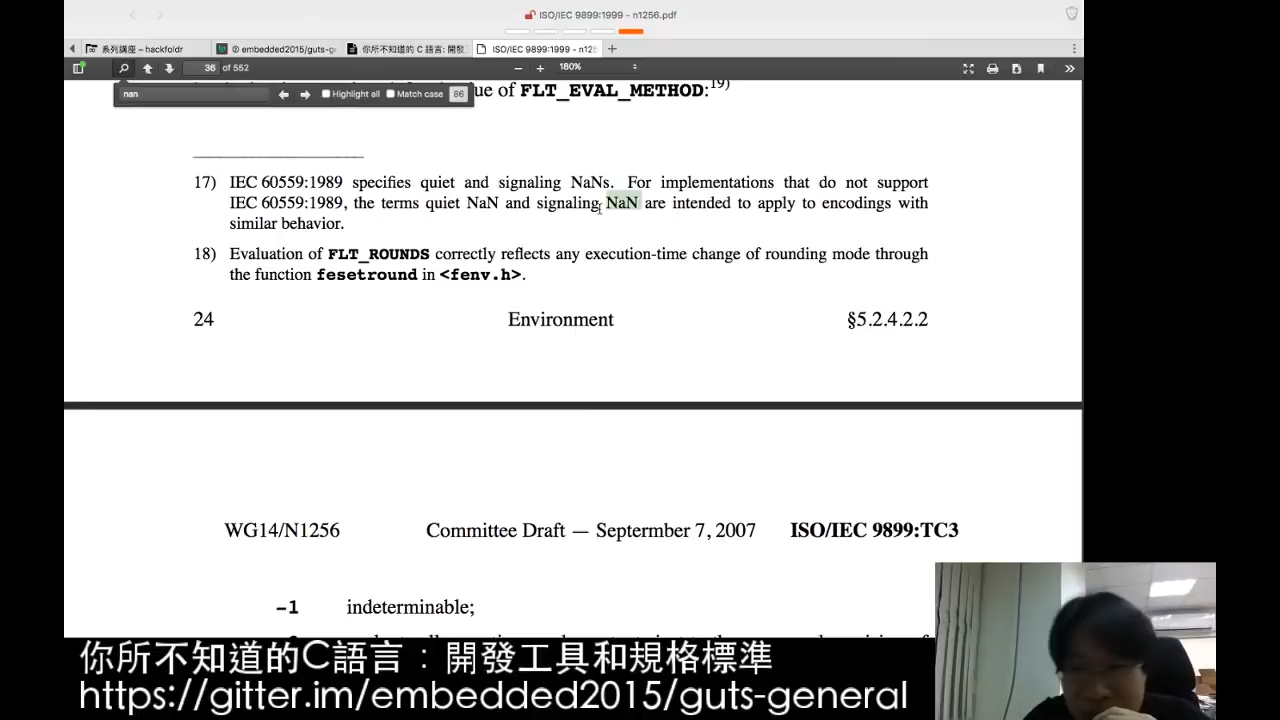 ISO/IEC 9899:1999 - n1256.pdf
系列講座 – hackfoldr
embedded2015/guts-g
你所不知道的 C 語言: 開發
ISO/IEC 9899:1999 - n125
36 of 552
180%
nan
Highlight all
Match case
86
ue of FLT_EVAL_METHOD:19)
17) IEC 60559:1989 specifies quiet and signaling NaNs. For implementations that do not support
IEC 60559:1989, the terms quiet NaN and signaling NaN are intended to apply to encodings with
similar behavior.
18) Evaluation of FLT_ROUNDS correctly reflects any execution-time change of rounding mode through
the function fesetround in <fenv.h>.
24 Environment §5.2.4.2.2
WG14/N1256 Committee Draft — Septermber 7, 2007 ISO/IEC 9899:TC3
-1 indeterminable;
你所不知道的C語言：開發工具和規格標準
https://gitter.im/embedded2015/guts-general